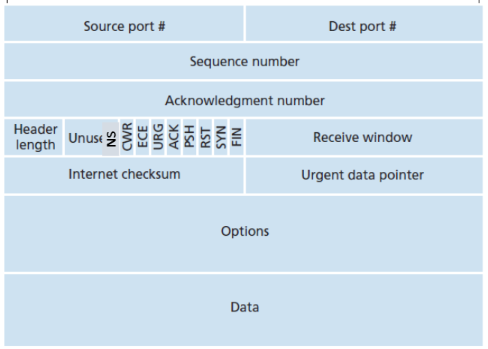 Source port #
Dest port #
Sequence number
Acknowledgment number
Header
length
Unuse
NS
CWR
ECE
URG
ACK
PSH
RST
SYN
FIN
Receive window
Internet checksum
Urgent data pointer
Options
Data